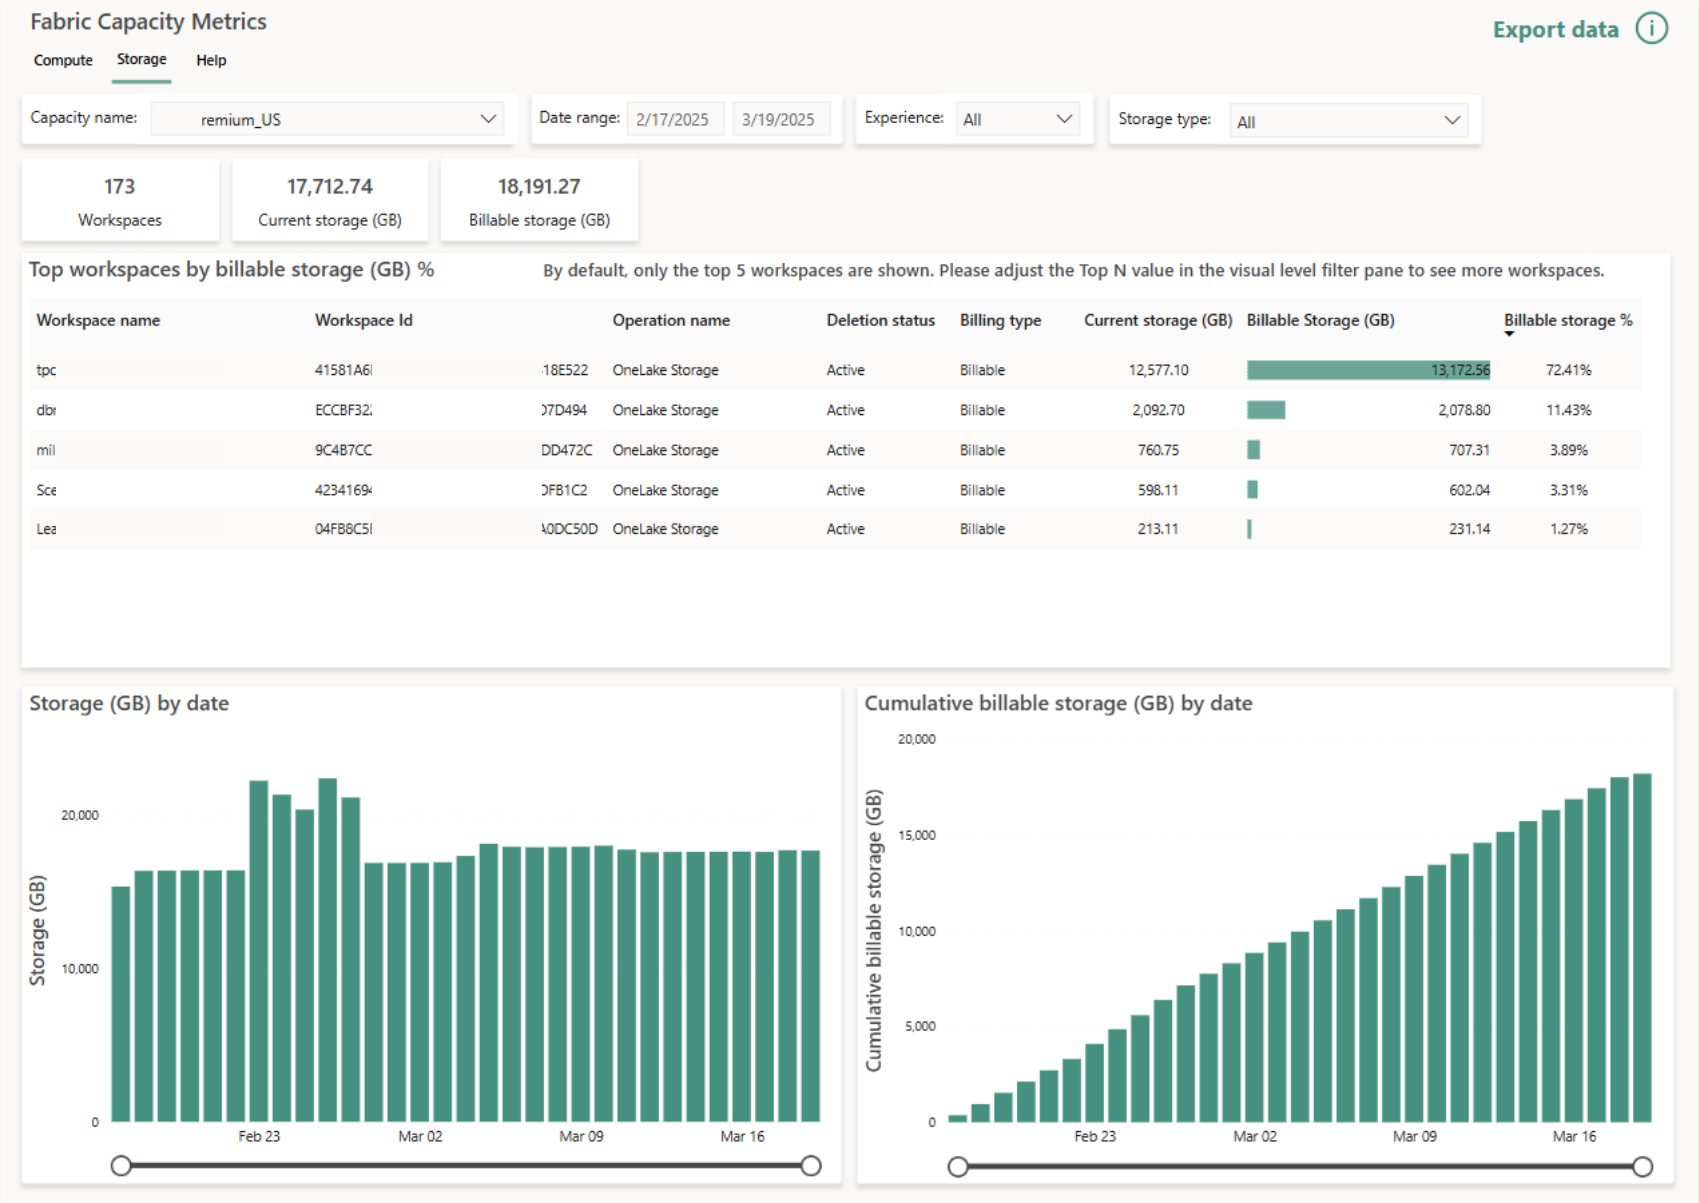 Fabric Capacity Metrics
Export data
Compute Storage Help
Capacity name: remium_US Date range: 2/17/2025 3/19/2025 Experience: All Storage type: All
173 17,712.74 18,191.27
Workspaces Current storage (GB) Billable storage (GB)
Top workspaces by billable storage (GB) % By default, only the top 5 workspaces are shown. Please adjust the Top N value in the visual level filter pane to see more workspaces.
Workspace name Workspace Id Operation name Deletion status Billing type Current storage (GB) Billable Storage (GB) Billable storage %
tpc 41581A6 18E522 OneLake Storage Active Billable 12,577.10 13,172.56 72.41%
dbr ECCBF32 7D494 OneLake Storage Active Billable 2,092.70 2,078.80 11.43%
mil 9C4B7CC DD472C OneLake Storage Active Billable 760.75 707.31 3.89%
Sce 4234169 FB1C2 OneLake Storage Active Billable 598.11 602.04 3.31%
Lea 04FB8C5 A0DC50D OneLake Storage Active Billable 213.11 231.14 1.27%
Storage (GB) by date
Storage (GB)
20,000
10,000
0
Feb 23 Mar 02 Mar 09 Mar 16
Cumulative billable storage (GB) by date
Cumulative billable storage (GB)
20,000
15,000
10,000
5,000
0
Feb 23 Mar 02 Mar 09 Mar 16